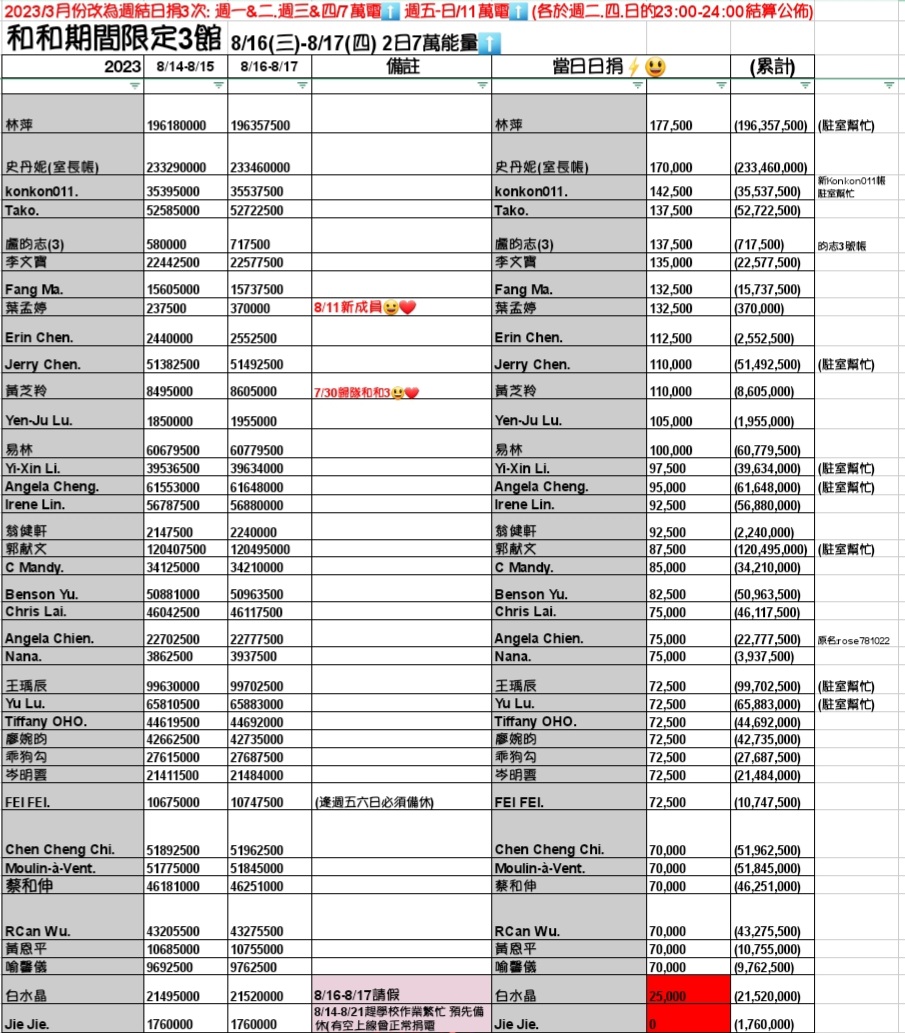 2023/3月份改為週結日捐3次: 週一&二.週三&四/7萬電⬆️ 週五-日/11萬電⬆️ (各於週二.四.日的23:00-24:00結算公佈)
和和期間限定3館 8/16(三)-8/17(四) 2日7萬能量⬆️
2023 8/14-8/15 8/16-8/17 備註 當日日捐⚡😃 (累計)
林萍 196180000 196357500 林萍 177,500 (196,357,500) (駐室幫忙)
史丹妮(室長帳) 233290000 233460000 史丹妮(室長帳) 170,000 (233,460,000)
konkon011. 35395000 35537500 konkon011. 142,500 (35,537,500) 新Konkon011帳
駐室幫忙
Tako. 52585000 52722500 Tako. 137,500 (52,722,500)
盧昀志(3) 580000 717500 盧昀志(3) 137,500 (717,500) 昀志3號帳
李文寶 22442500 22577500 李文寶 135,000 (22,577,500)
Fang Ma. 15605000 15737500 Fang Ma. 132,500 (15,737,500)
葉孟婷 237500 370000 8/11新成員😉❤️ 葉孟婷 132,500 (370,000)
Erin Chen. 2440000 2552500 Erin Chen. 112,500 (2,552,500)
Jerry Chen. 51382500 51492500 Jerry Chen. 110,000 (51,492,500) (駐室幫忙)
黃芝羚 8495000 8605000 7/30歸隊和和3😃❤️ 黃芝羚 110,000 (8,605,000)
Yen-Ju Lu. 1850000 1955000 Yen-Ju Lu. 105,000 (1,955,000)
易林 60679500 60779500 易林 100,000 (60,779,500)
Yi-Xin Li. 39536500 39634000 Yi-Xin Li. 97,500 (39,634,000) (駐室幫忙)
Angela Cheng. 61553000 61648000 Angela Cheng. 95,000 (61,648,000) (駐室幫忙)
Irene Lin. 56787500 56880000 Irene Lin. 92,500 (56,880,000)
翁健軒 2147500 2240000 翁健軒 92,500 (2,240,000)
郭献文 120407500 120495000 郭献文 87,500 (120,495,000) (駐室幫忙)
C Mandy. 34125000 34210000 C Mandy. 85,000 (34,210,000)
Benson Yu. 50881000 50963500 Benson Yu. 82,500 (50,963,500)
Chris Lai. 46042500 46117500 Chris Lai. 75,000 (46,117,500)
Angela Chien. 22702500 22777500 Angela Chien. 75,000 (22,777,500) 原名:rose781022
Nana. 3862500 3937500 Nana. 75,000 (3,937,500)
王瑀辰 99630000 99702500 王瑀辰 72,500 (99,702,500) (駐室幫忙)
Yu Lu. 65810500 65883000 Yu Lu. 72,500 (65,883,000) (駐室幫忙)
Tiffany OHO. 44619500 44692000 Tiffany OHO. 72,500 (44,692,000)
廖婉昀 42662500 42735000 廖婉昀 72,500 (42,735,000)
乖狗勾 27615000 27687500 乖狗勾 72,500 (27,687,500)
岑明雲 21411500 21484000 岑明雲 72,500 (21,484,000)
FEI FEI. 10675000 10747500 (逢週五六日必須備休) FEI FEI. 72,500 (10,747,500)
Chen Cheng Chi. 51892500 51962500 Chen Cheng Chi. 70,000 (51,962,500)
Moulin-à-Vent. 51775000 51845000 Moulin-à-Vent. 70,000 (51,845,000)
蔡和伸 46181000 46251000 蔡和伸 70,000 (46,251,000)
RCan Wu. 43205500 43275500 RCan Wu. 70,000 (43,275,500)
黃恩平 10685000 10755000 黃恩平 70,000 (10,755,000)
喻馨儀 9692500 9762500 喻馨儀 70,000 (9,762,500)
白水晶 21495000 21520000 8/16-8/17請假 白水晶 25,000 (21,520,000)
Jie Jie. 1760000 1760000 8/14-8/21趕學校作業繁忙 預先備
休(有空上線會正常捐電 Jie Jie. 0 (1,760,000)